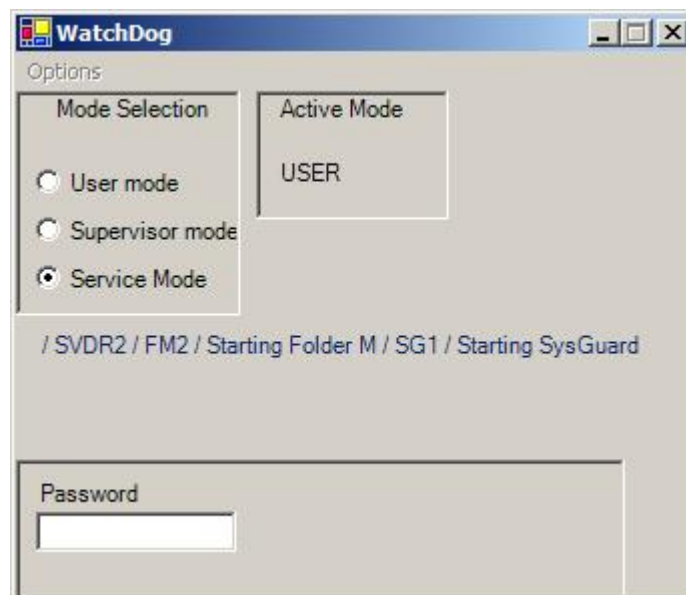 WatchDog
Options
Mode Selection
Active Mode
User mode
USER
Supervisor mode
Service Mode
/ SVDR2 / FM2 / Starting Folder M / SG1 / Starting SysGuard
Password